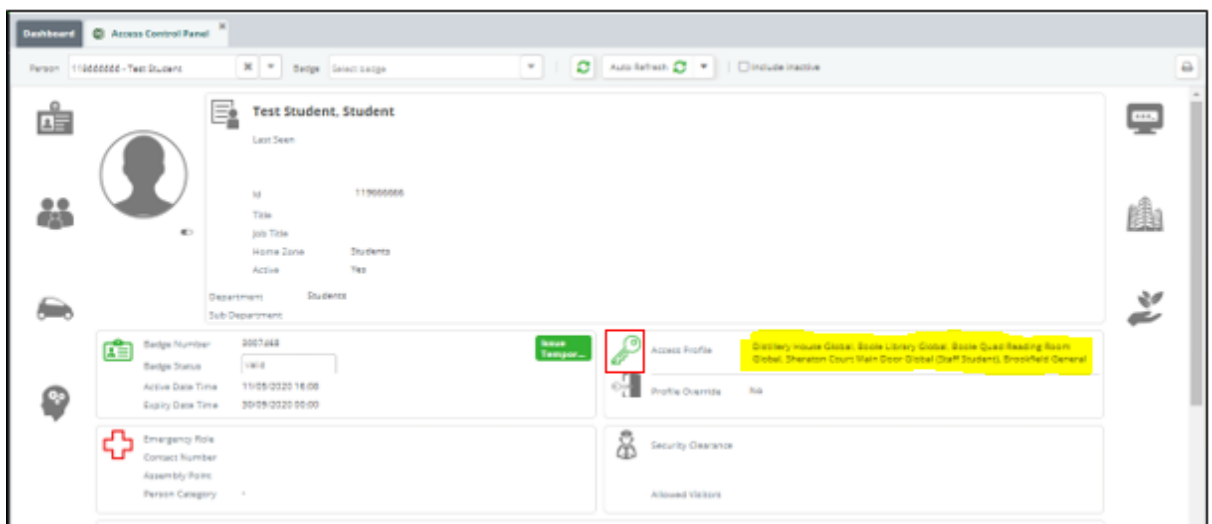 Dashboard Access Control Panel
Person Test Student Badge Select badge Auto Refresh Include Inactive
Test Student, Student
Last Seen
Id 119666666
Title
Job Title
Home Zone Students
Active Yes
Department Students
Sub Department
Badge Number
Badge Status Valid
Active Date Time 11/05/2020 16:08
Expiry Date Time 30/09/2020 00:00
Issue
Tempor...
Access Profile Distillery House Global, Boole Library Global, Boole Quad Reading Room
Global, Sheraton Court Main Door Global (Staff Student), Brookfield General
Profile Override No
Emergency Role
Contact Number
Assembly Point
Person Category -
Security Clearance
Allowed Visitors